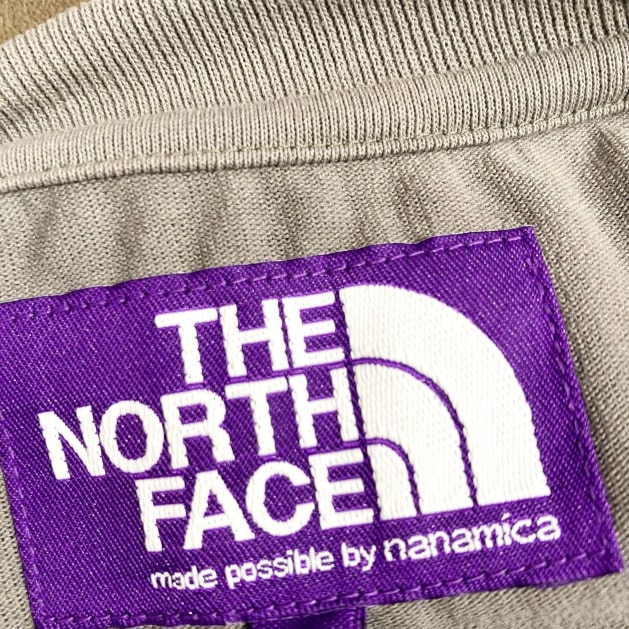 THE
NORTH
FACE
made possible by nanamica